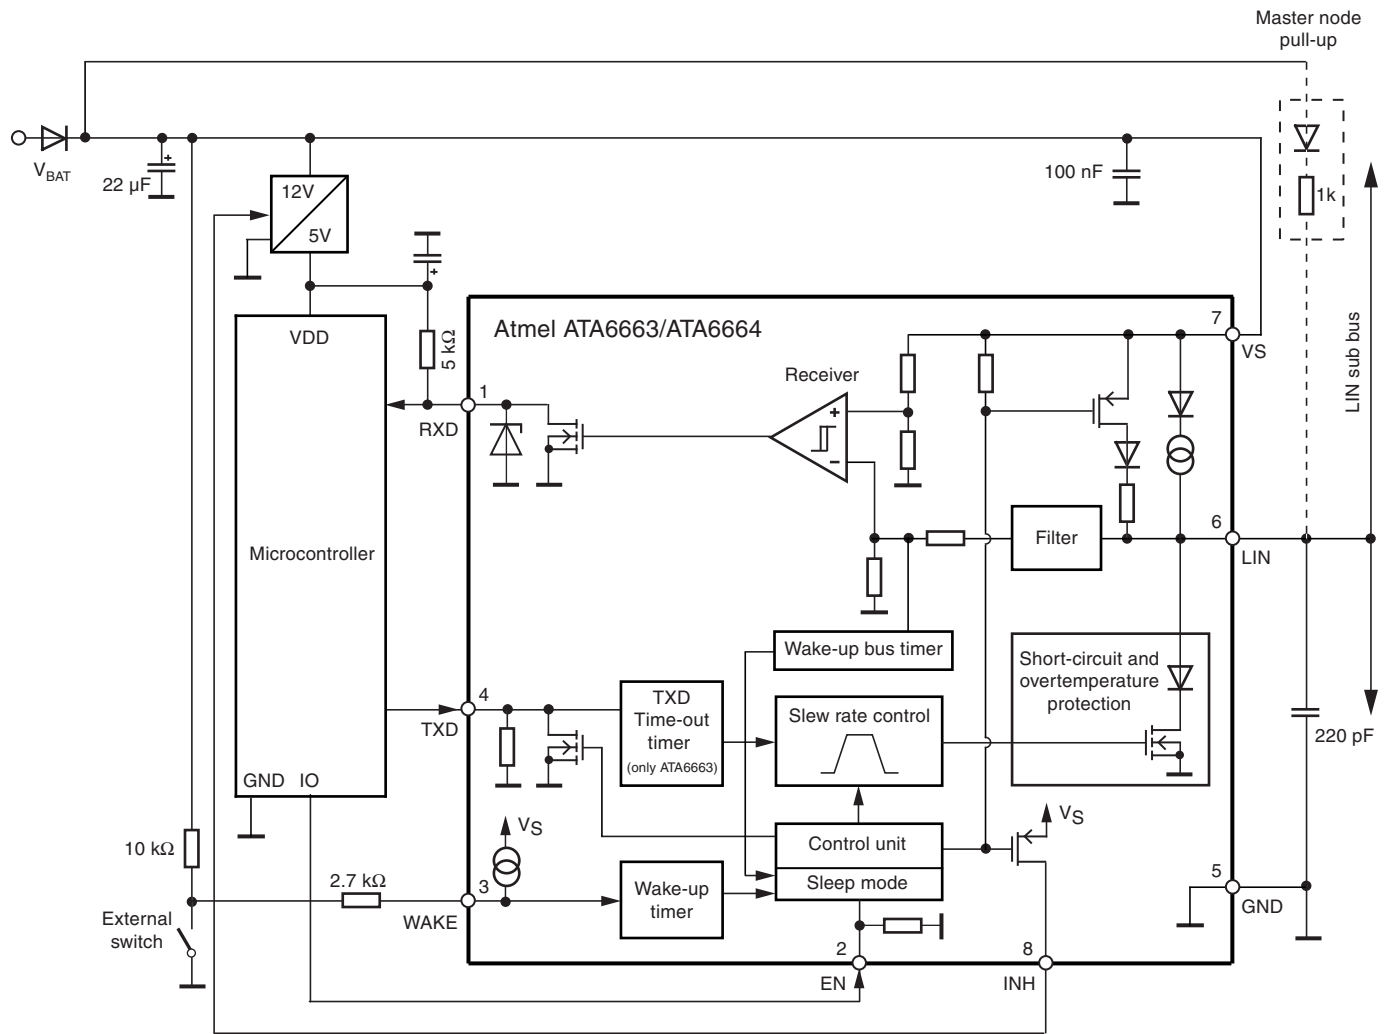 Master node
pull-up
V_BAT
22 µF
12V
5V
100 nF
1k
LIN sub bus
VDD
5 kΩ
Atmel ATA6663/ATA6664
7
VS
Receiver
1
RXD
+
-
Microcontroller
Filter
6
LIN
Wake-up bus timer
Short-circuit and
overtemperature
protection
4
TXD
TXD
Time-out
timer
(only ATA6663)
Slew rate control
220 pF
GND
IO
V_S
V_S
10 kΩ
Control unit
Sleep mode
2.7 kΩ
3
WAKE
Wake-up
timer
5
GND
External
switch
2
EN
8
INH